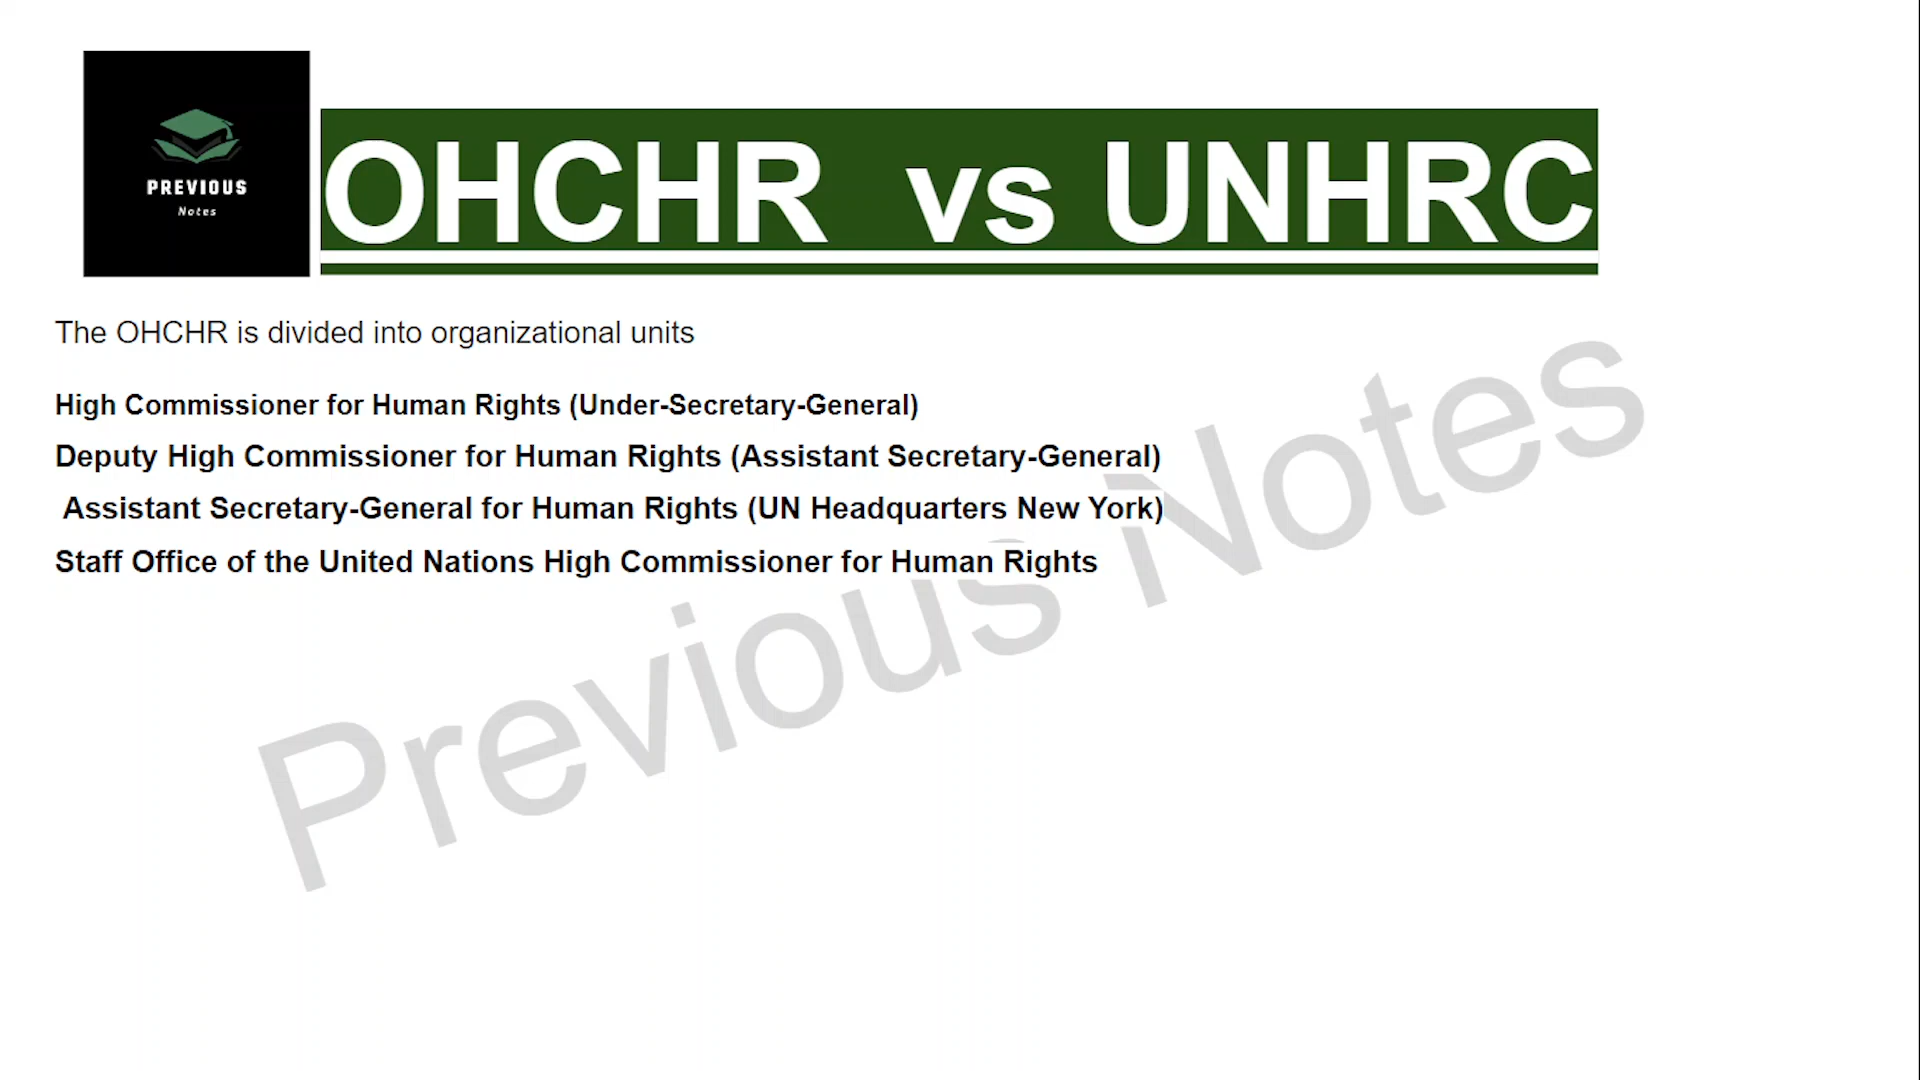 PREVIOUS
Notes
OHCHR vs UNHRC
The OHCHR is divided into organizational units
High Commissioner for Human Rights (Under-Secretary-General)
Deputy High Commissioner for Human Rights (Assistant Secretary-General)
Assistant Secretary-General for Human Rights (UN Headquarters New York)
Staff Office of the United Nations High Commissioner for Human Rights
Previous Notes